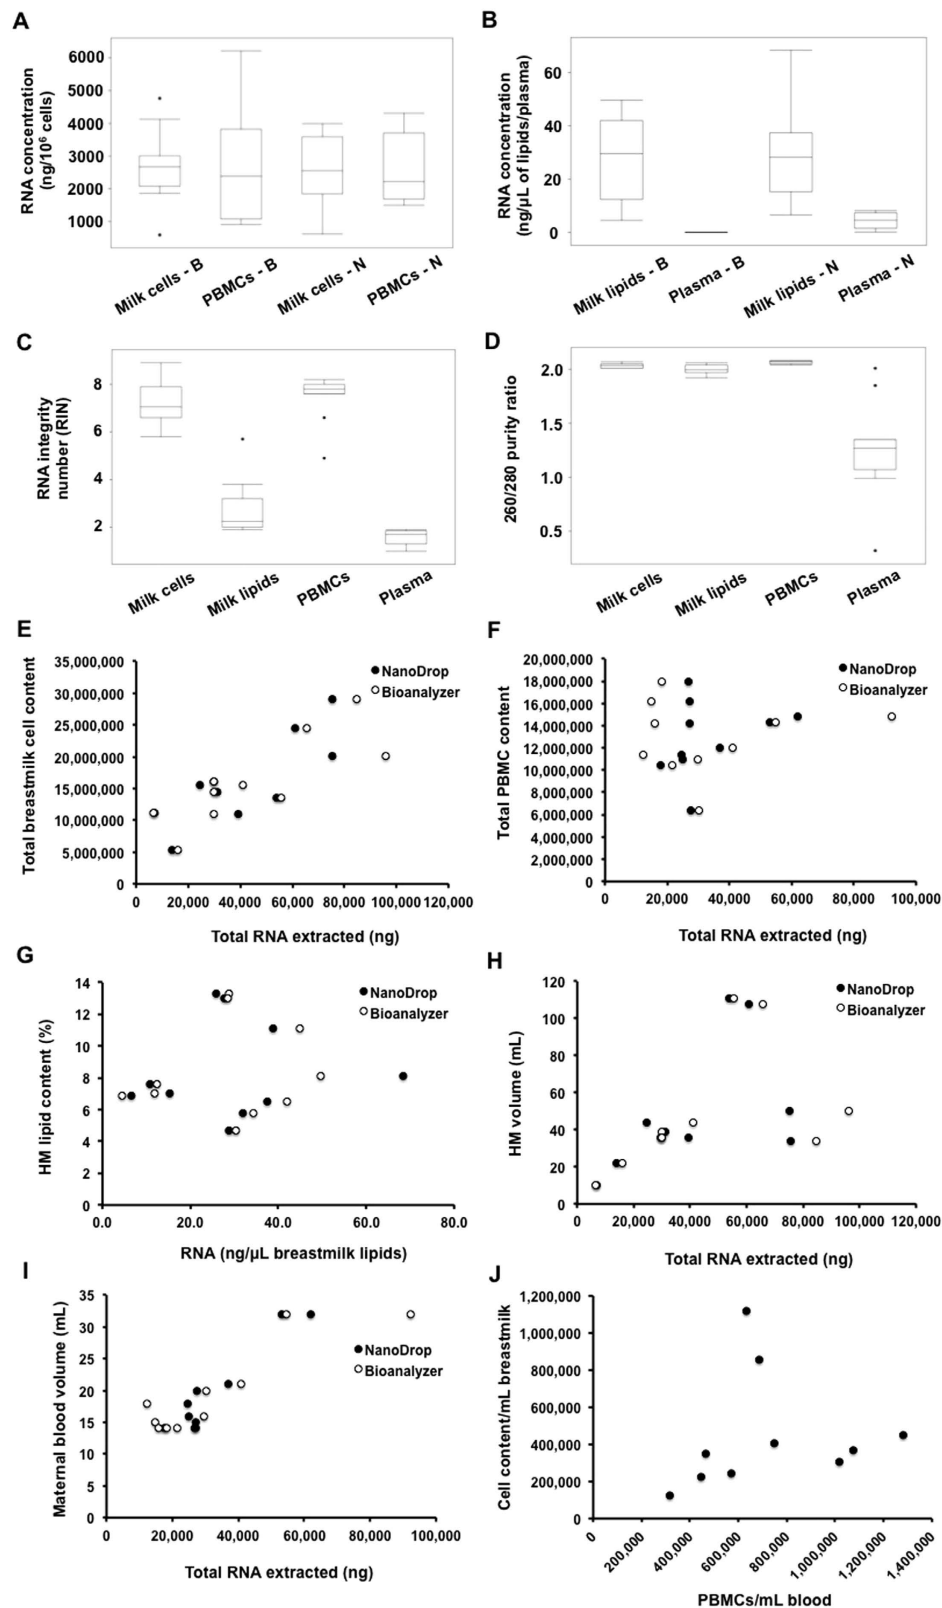 A
RNA concentration
(ng/10⁶ cells)
6000
5000
4000
3000
2000
1000
Milk cells - B
PBMCs - B
Milk cells - N
PBMCs - N
B
RNA concentration
(ng/µL of lipids/plasma)
60
40
20
0
Milk lipids - B
Plasma - B
Milk lipids - N
Plasma - N
C
RNA integrity
number (RIN)
8
6
4
2
Milk cells
Milk lipids
PBMCs
Plasma
D
260/280 purity ratio
2.0
1.5
1.0
0.5
Milk cells
Milk lipids
PBMCs
Plasma
E
Total breastmilk cell content
35,000,000
30,000,000
25,000,000
20,000,000
15,000,000
10,000,000
5,000,000
0
NanoDrop
Bioanalyzer
0 20,000 40,000 60,000 80,000 100,000 120,000
Total RNA extracted (ng)
F
Total PBMC content
20,000,000
18,000,000
16,000,000
14,000,000
12,000,000
10,000,000
8,000,000
6,000,000
4,000,000
2,000,000
0
NanoDrop
Bioanalyzer
0 20,000 40,000 60,000 80,000 100,000
Total RNA extracted (ng)
G
HM lipid content (%)
14
12
10
8
6
4
2
0
NanoDrop
Bioanalyzer
0.0 20.0 40.0 60.0 80.0
RNA (ng/µL breastmilk lipids)
H
HM volume (mL)
120
100
80
60
40
20
0
NanoDrop
Bioanalyzer
0 20,000 40,000 60,000 80,000 100,000 120,000
Total RNA extracted (ng)
I
Maternal blood volume (mL)
35
30
25
20
15
10
5
0
NanoDrop
Bioanalyzer
0 20,000 40,000 60,000 80,000 100,000
Total RNA extracted (ng)
J
Cell content/mL breastmilk
1,200,000
1,000,000
800,000
600,000
400,000
200,000
0
0 200,000 400,000 600,000 800,000 1,000,000 1,200,000 1,400,000
PBMCs/mL blood